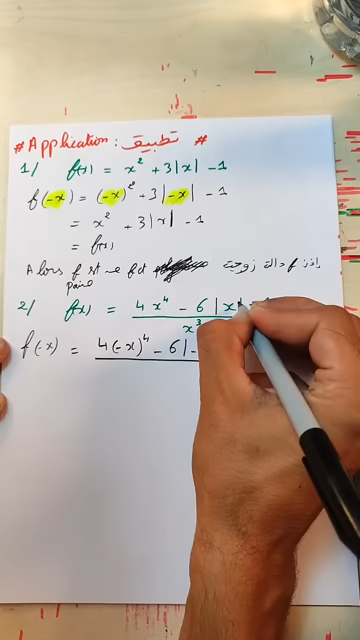 # Application : تطبيق #
1/ f(x) = x² + 3|x| - 1
f(-x) = (-x)² + 3|-x| - 1
= x² + 3|x| - 1
= f(x)
Alors f est une fct إذن f دالة زوجية
paire
2/ f(x) = 4x⁴ - 6|x|
x³
f(-x) = 4(-x)⁴ - 6|-